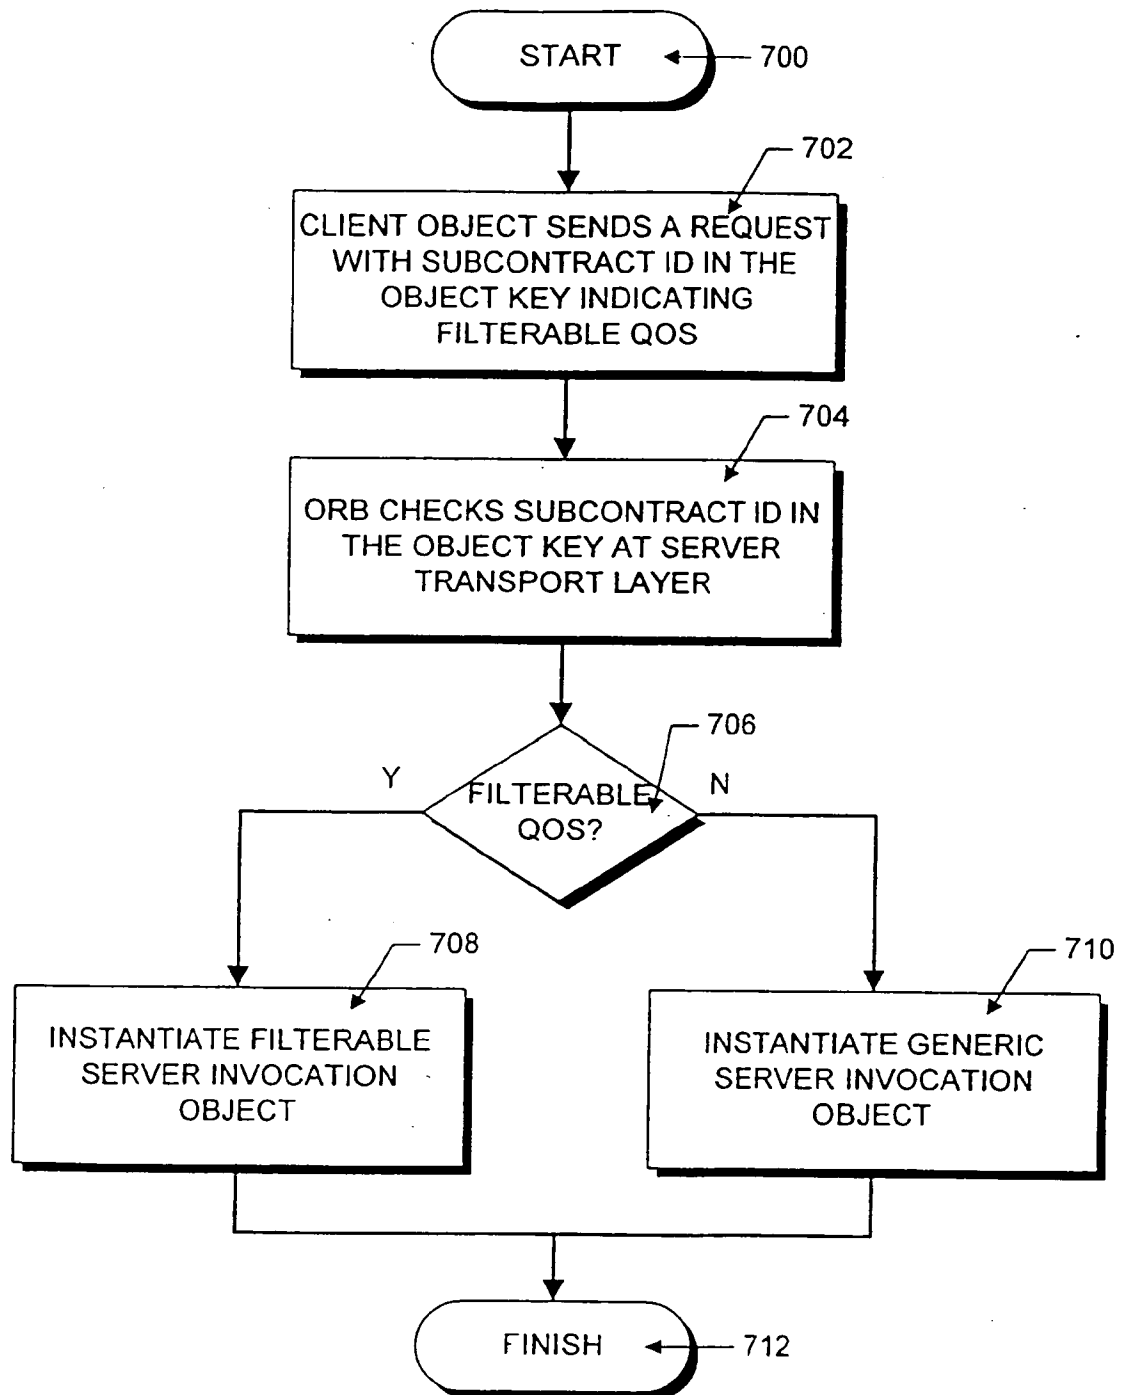 START
700
702
CLIENT OBJECT SENDS A REQUEST
WITH SUBCONTRACT ID IN THE
OBJECT KEY INDICATING
FILTERABLE QOS
704
ORB CHECKS SUBCONTRACT ID IN
THE OBJECT KEY AT SERVER
TRANSPORT LAYER
706
Y
N
FILTERABLE
QOS?
708
710
INSTANTIATE FILTERABLE
SERVER INVOCATION
OBJECT
INSTANTIATE GENERIC
SERVER INVOCATION
OBJECT
FINISH
712